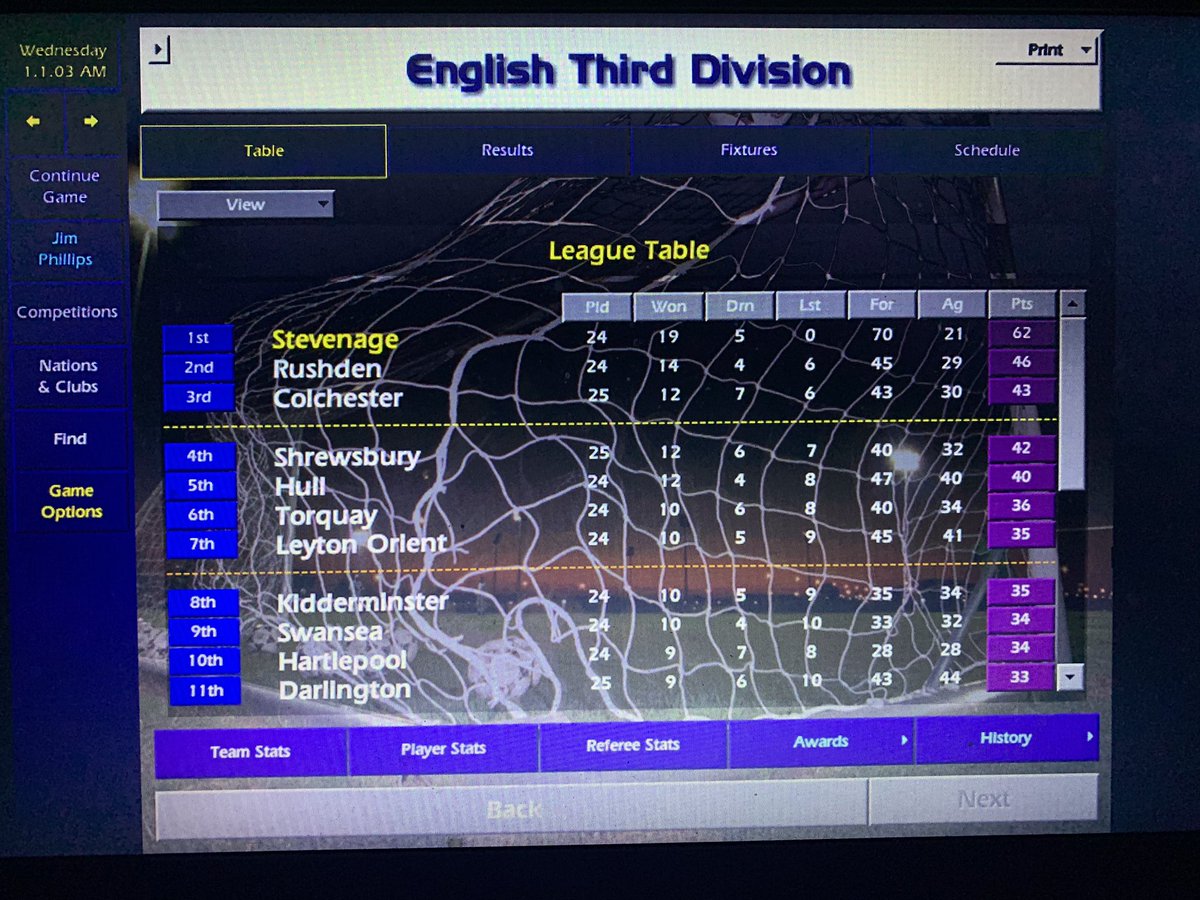 Wednesday
1.1.03 AM
Continue
Game
Jim
Phillips
Competitions
Nations
& Clubs
Find
Game
Options
English Third Division
Print
Table Results Fixtures Schedule
View
League Table
Pld Won Drn Lst For Ag Pts
1st Stevenage 24 19 5 0 70 21 62
2nd Rushden 24 14 4 6 45 29 46
3rd Colchester 25 12 7 6 43 30 43
4th Shrewsbury 25 12 6 7 40 32 42
5th Hull 24 12 4 8 47 40 40
6th Torquay 24 10 6 8 40 34 36
7th Leyton Orient 24 10 5 9 45 41 35
8th Kidderminster 24 10 5 9 35 34 35
9th Swansea 24 10 4 10 33 32 34
10th Hartlepool 24 9 7 8 28 28 34
11th Darlington 25 9 6 10 43 44 33
Team Stats Player Stats Referee Stats Awards History
Back Next